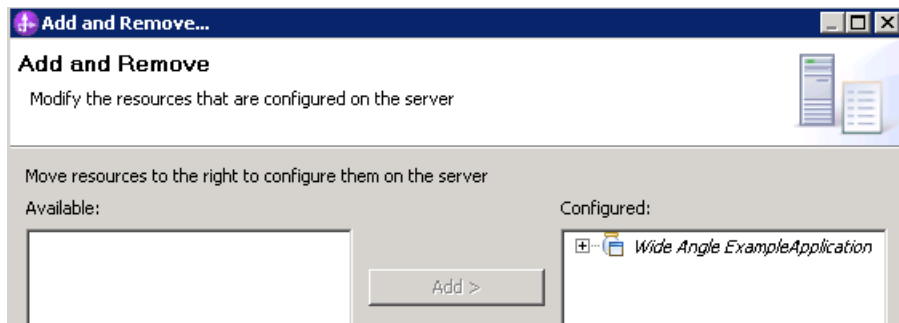 Add and Remove...
Add and Remove
Modify the resources that are configured on the server
Move resources to the right to configure them on the server
Available:
Configured:
Wide Angle ExampleApplication
Add >